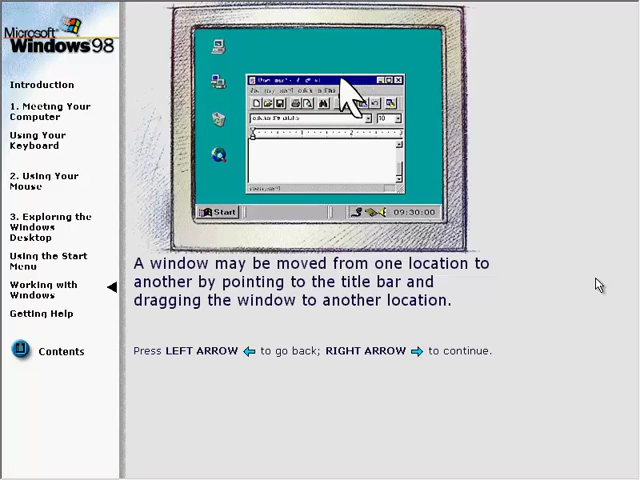 Microsoft
Windows 98
Introduction
1. Meeting Your
Computer
Using Your
Keyboard
2. Using Your
Mouse
3. Exploring the
Windows
Desktop
Using the Start
Menu
Working with
Windows
Getting Help
Contents
10
Start
09:30:00
A window may be moved from one location to
another by pointing to the title bar and
dragging the window to another location.
Press LEFT ARROW to go back; RIGHT ARROW to continue.